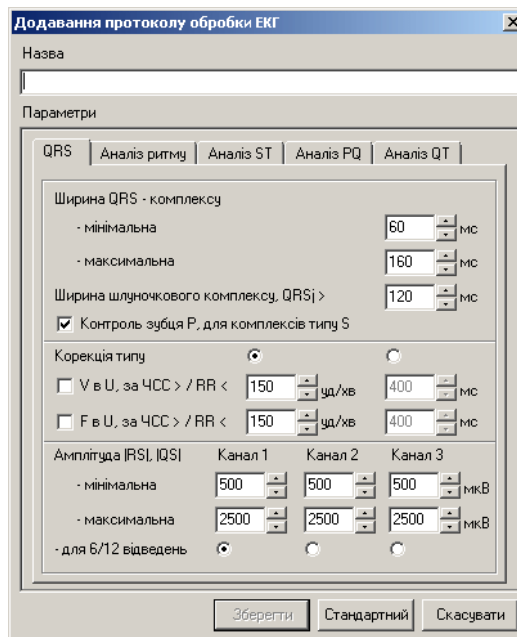 Додавання протоколу обробки ЕКГ
Назва
Параметри
QRS Аналіз ритму Аналіз ST Аналіз PQ Аналіз QT
Ширина QRS - комплексу
- мінімальна 60 мс
- максимальна 160 мс
Ширина шлуночкового комплексу, QRSj > 120 мс
Контроль зубця P, для комплексів типу S
Корекція типу
V в U, за ЧСС > / RR < 150 уд/хв 400 мс
F в U, за ЧСС > / RR < 150 уд/хв 400 мс
Амплітуда |RS|, |QS| Канал 1 Канал 2 Канал 3
- мінімальна 500 500 500 мкВ
- максимальна 2500 2500 2500 мкВ
- для 6/12 відведень
Зберегти Стандартний Скасувати